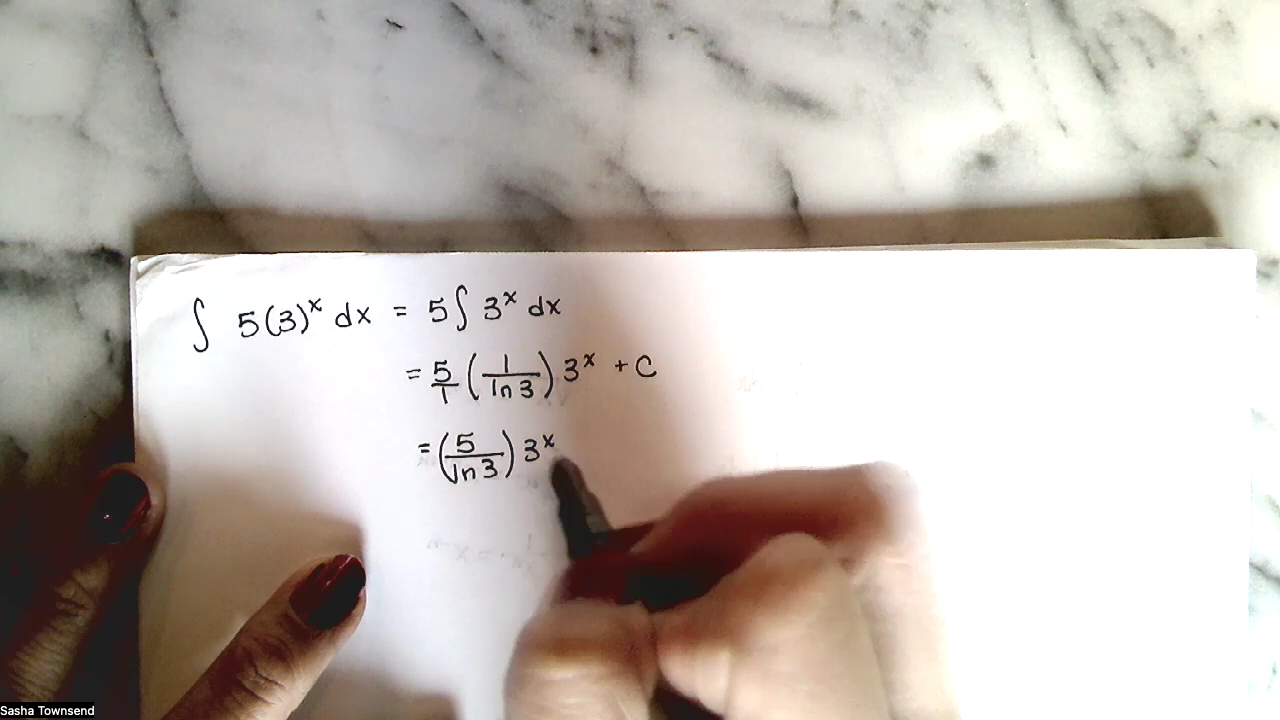 ∫ 5(3)^x dx = 5∫ 3^x dx
= 5/1 (1/ln 3) 3^x + C
= (5/ln 3) 3^x
Sasha Townsend